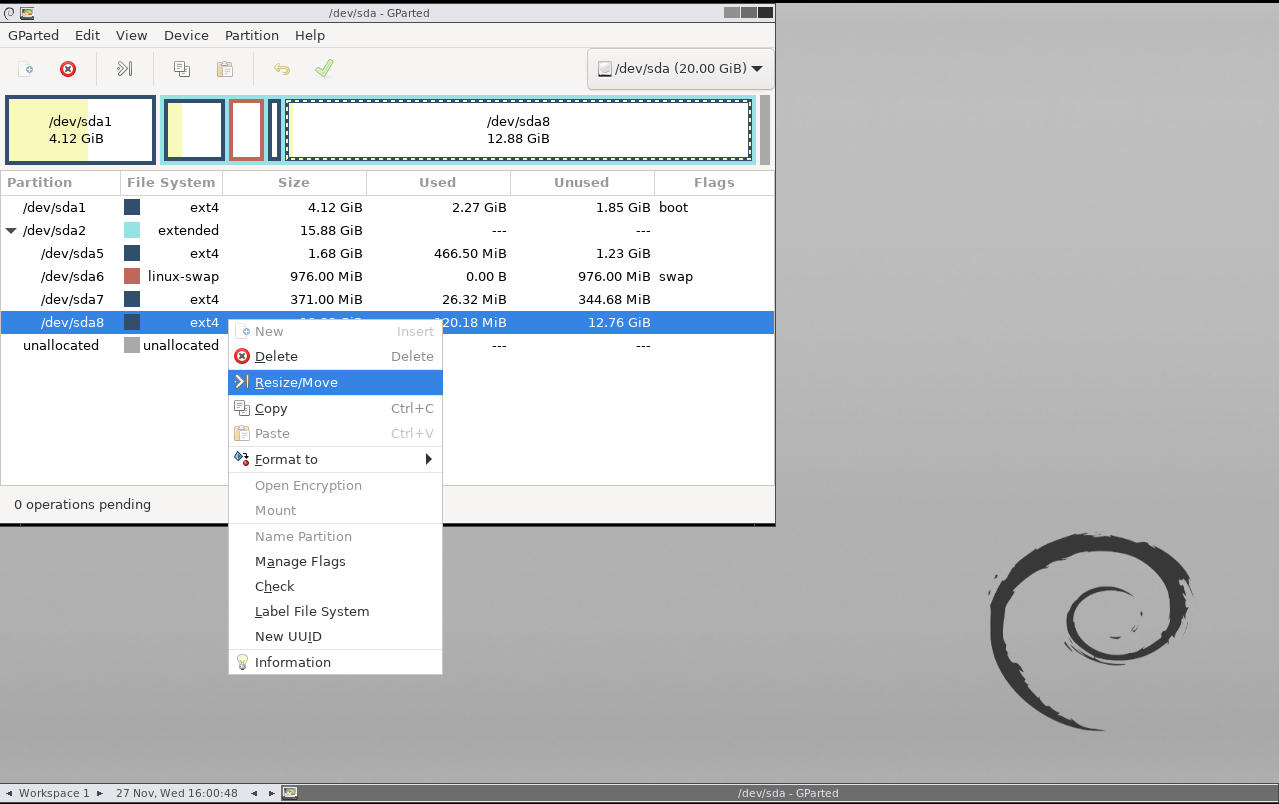 /dev/sda - GParted
GParted Edit View Device Partition Help
/dev/sda (20.00 GiB)
/dev/sda1
4.12 GiB
/dev/sda8
12.88 GiB
Partition File System Size Used Unused Flags
/dev/sda1 ext4 4.12 GiB 2.27 GiB 1.85 GiB boot
/dev/sda2 extended 15.88 GiB --- ---
/dev/sda5 ext4 1.68 GiB 466.50 MiB 1.23 GiB
/dev/sda6 linux-swap 976.00 MiB 0.00 B 976.00 MiB swap
/dev/sda7 ext4 371.00 MiB 26.32 MiB 344.68 MiB
/dev/sda8 ext4 120.18 MiB 12.76 GiB
unallocated unallocated --- ---
New Insert
Delete Delete
Resize/Move
Copy Ctrl+C
Paste Ctrl+V
Format to
Open Encryption
Mount
Name Partition
Manage Flags
Check
Label File System
New UUID
Information
0 operations pending
Workspace 1 27 Nov, Wed 16:00:48 /dev/sda - GParted